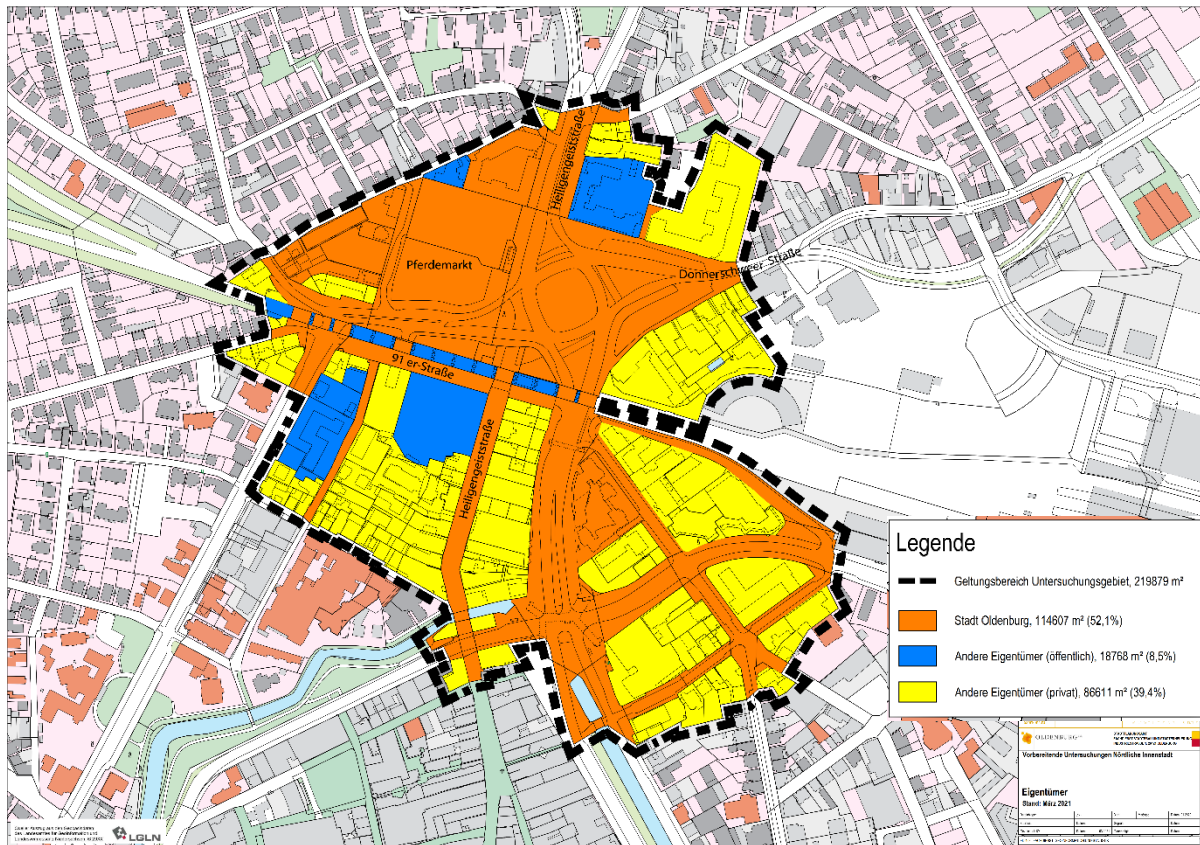 Heiligengeiststraße
Pferdemarkt
Donnerschweer Straße
91 er-Straße
Heiligengeiststraße
Legende
Geltungsbereich Untersuchungsgebiet, 219879 m²
Stadt Oldenburg, 114607 m² (52,1%)
Andere Eigentümer (öffentlich), 18768 m² (8,5%)
Andere Eigentümer (privat), 86611 m² (39,4%)
OLDENBURG
Vorbereitende Untersuchungen Nördliche Innenstadt
Eigentümer
Stand: März 2021
LGLN